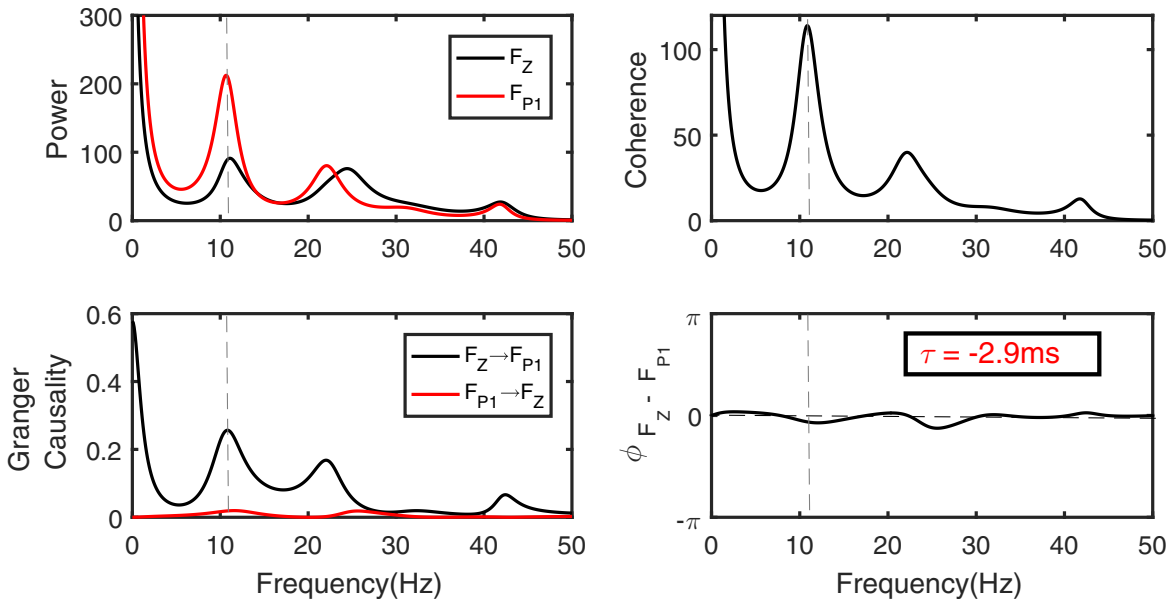 300
200
100
0
Power
F_Z
F_P1
0 10 20 30 40 50
100
50
0
Coherence
0 10 20 30 40 50
0.6
0.4
0.2
0
Granger
Causality
F_Z→F_P1
F_P1→F_Z
0 10 20 30 40 50
Frequency(Hz)
π
0
-π
ϕ F_Z - F_P1
τ = -2.9ms
0 10 20 30 40 50
Frequency(Hz)